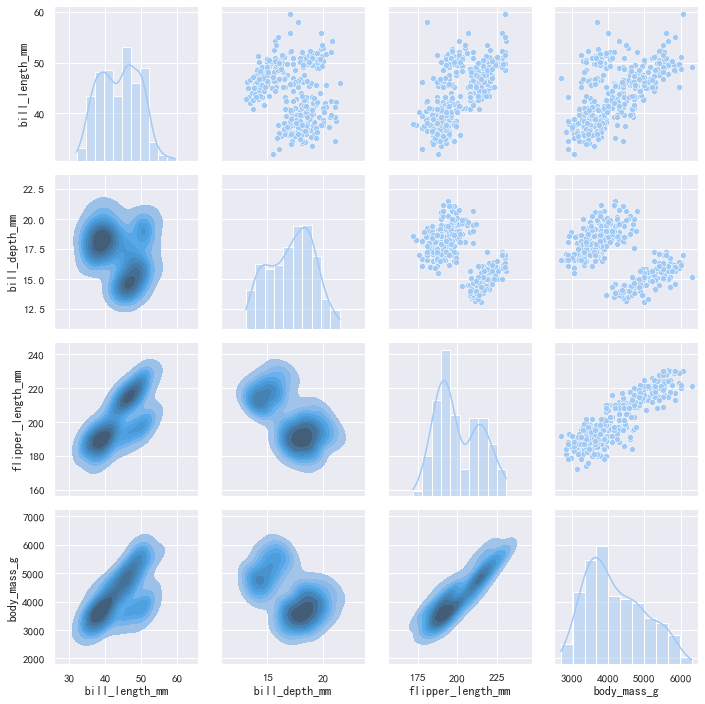 bill_length_mm
60
50
40
bill_depth_mm
22.5
20.0
17.5
15.0
12.5
flipper_length_mm
240
220
200
180
160
body_mass_g
7000
6000
5000
4000
3000
2000
30 40 50 60
bill_length_mm
15 20
bill_depth_mm
175 200 225
flipper_length_mm
3000 4000 5000 6000
body_mass_g